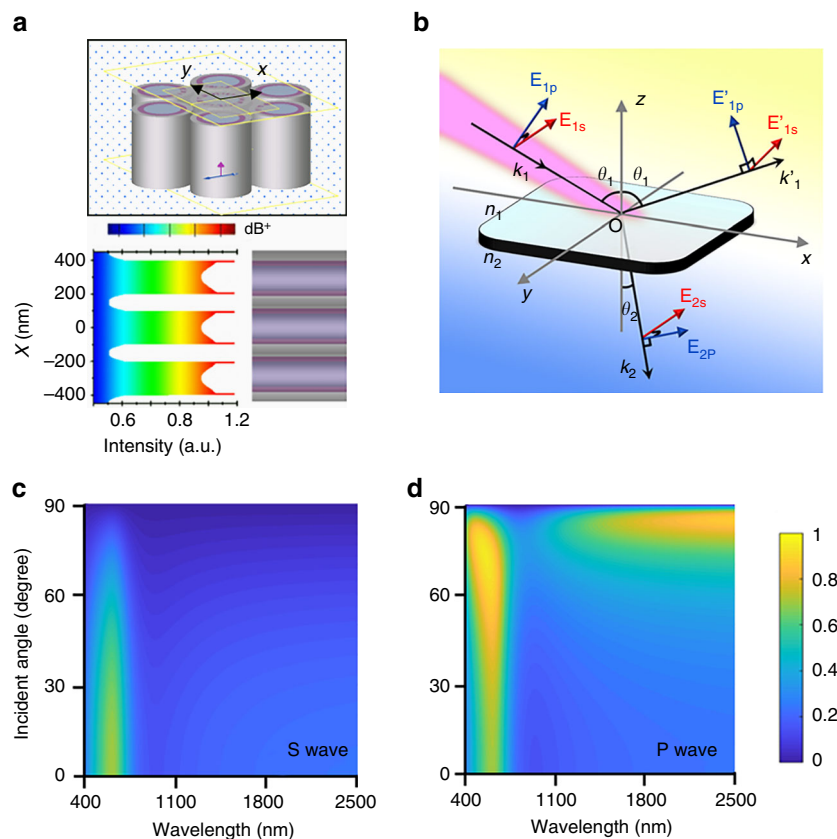 a
y x
dB+
400
200
0
−200
−400
X (nm)
0.6 0.8 1.2
Intensity (a.u.)
b
E1p
E1s
k1
θ1 θ1
z
E'1p
E'1s
k'1
n1
n2
O
x
y
θ2
E2s
E2P
k2
c
90
60
30
0
Incident angle (degree)
S wave
400 1100 1800 2500
Wavelength (nm)
d
90
60
30
0
P wave
400 1100 1800 2500
Wavelength (nm)
1
0.8
0.6
0.4
0.2
0